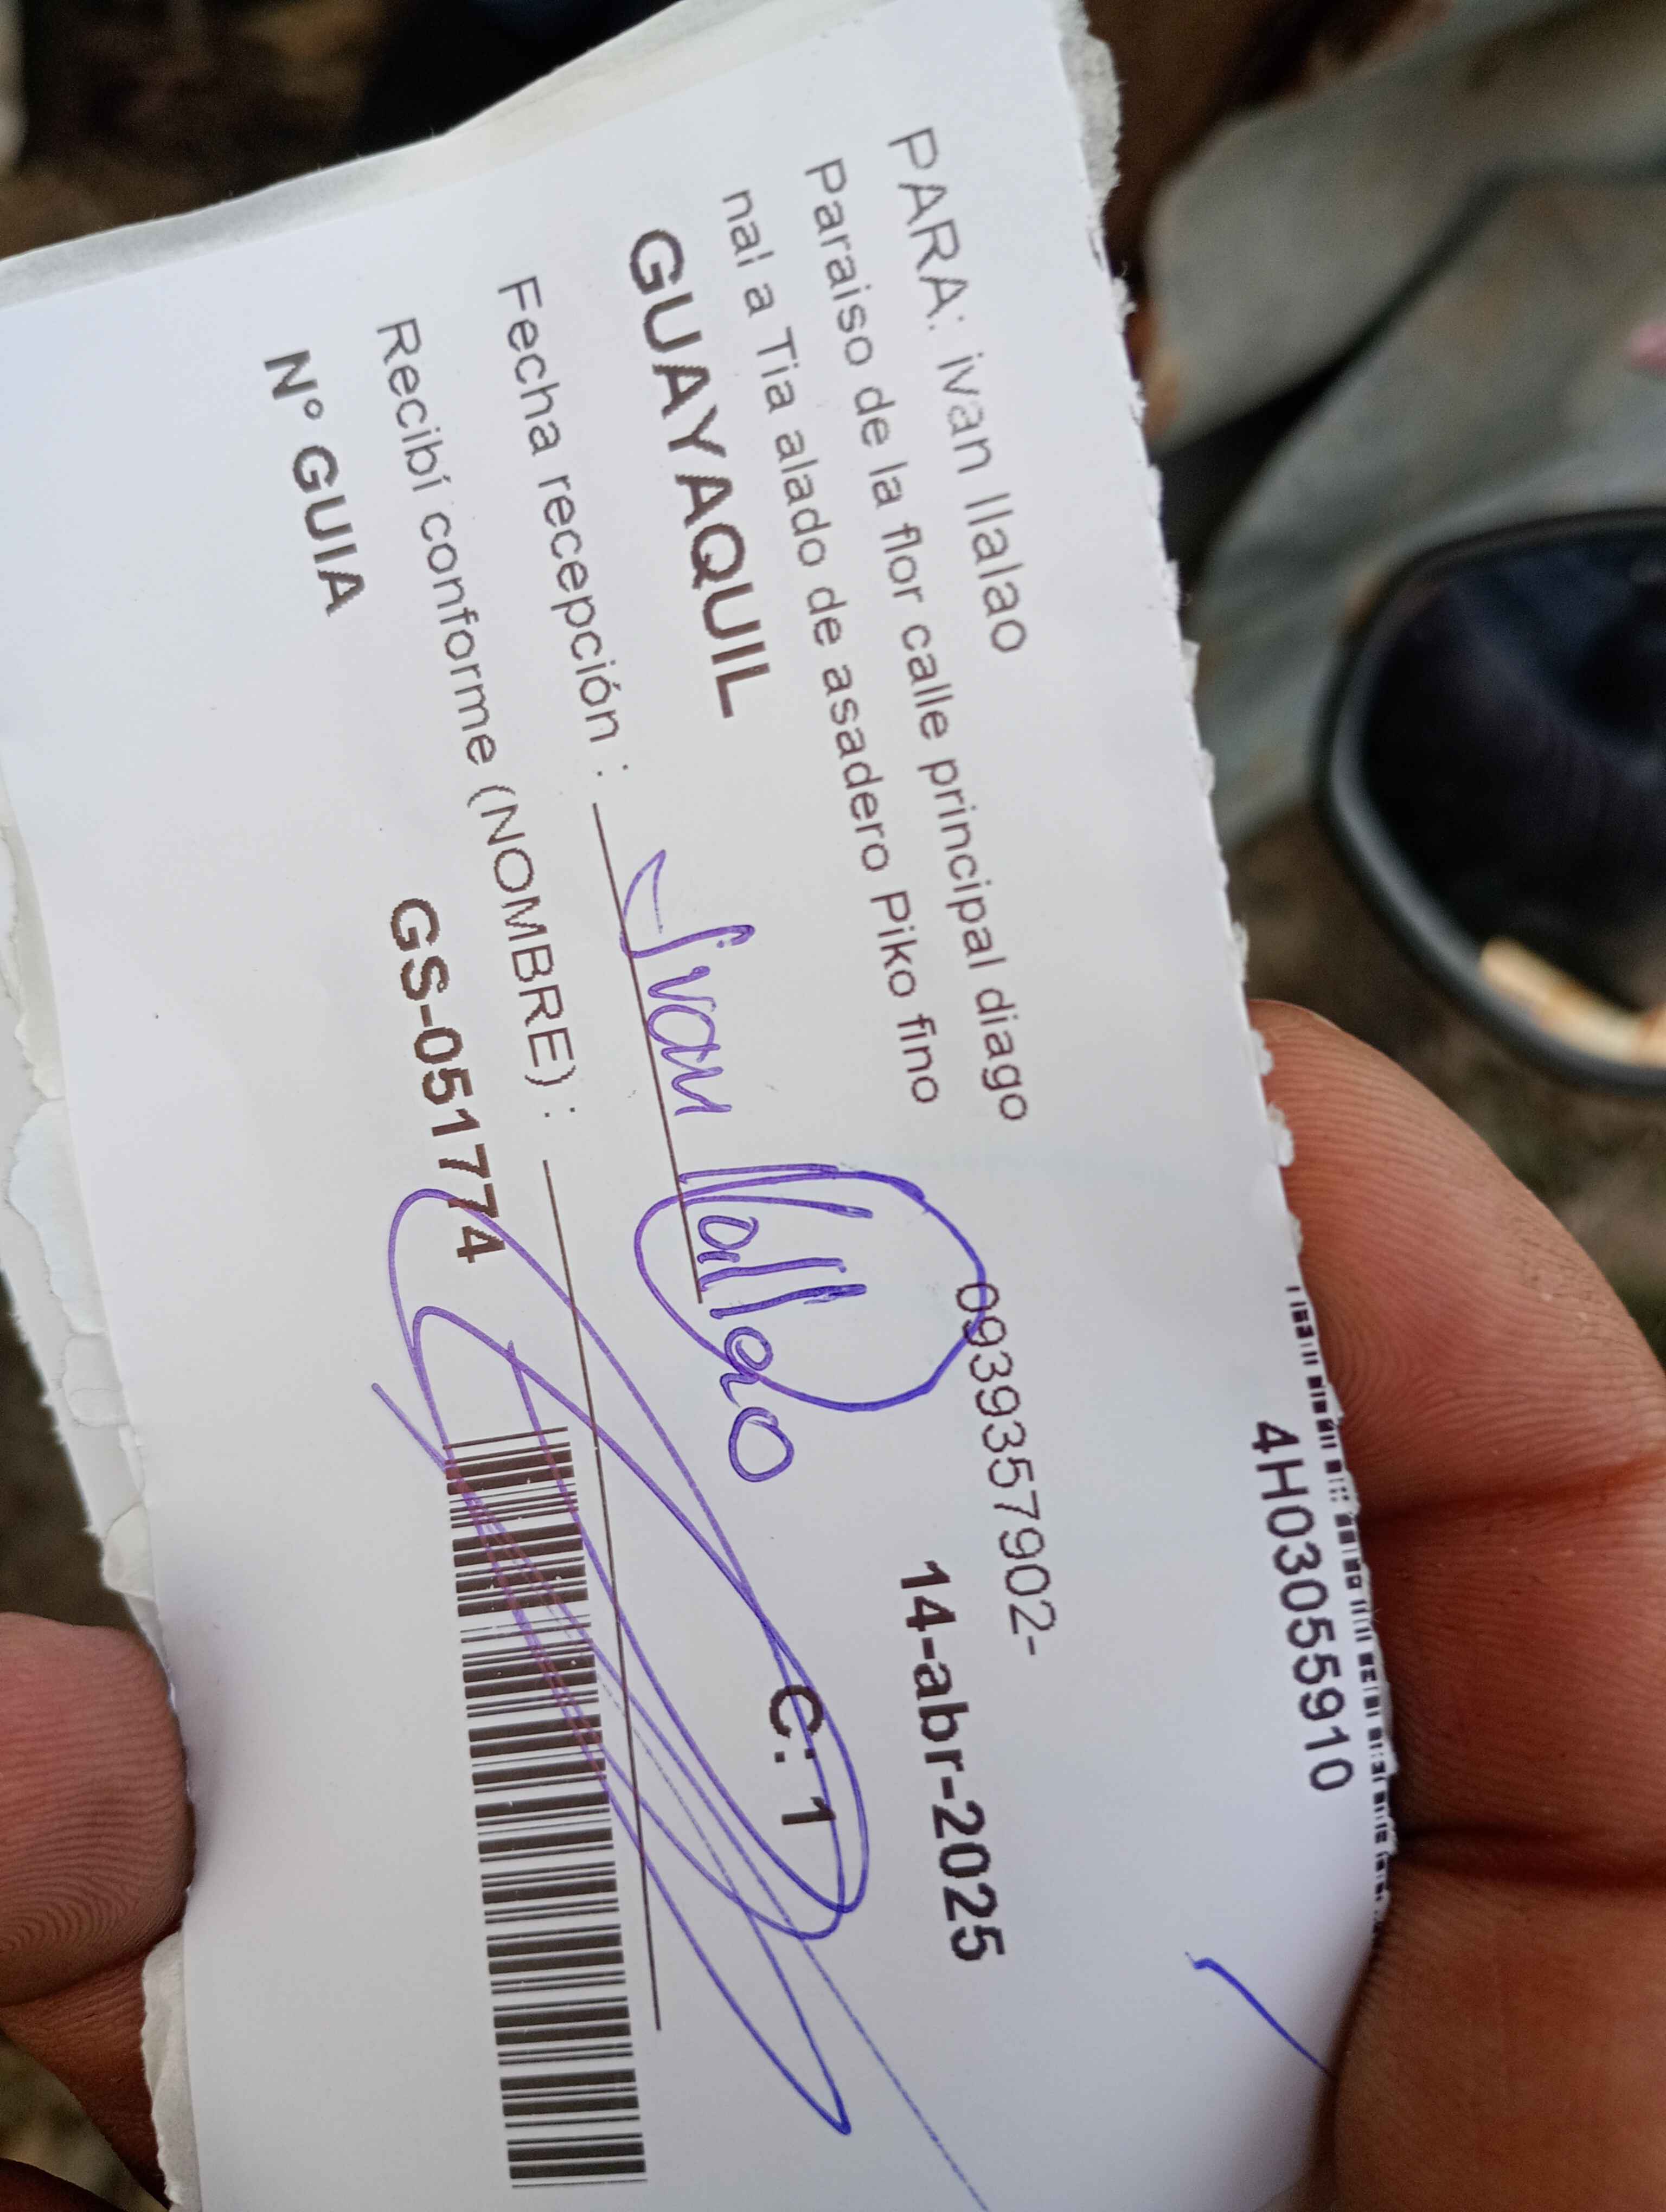 4H03055910
PARA: ivan llalao
0939357902-
Paraiso de la flor calle principal diago
nal a Tia alado de asadero Piko fino
14-abr-2025
GUAYAQUIL
C: 1
Fecha recepción : Ivan
Recibí conforme (NOMBRE) :
N° GUIA GS-051774